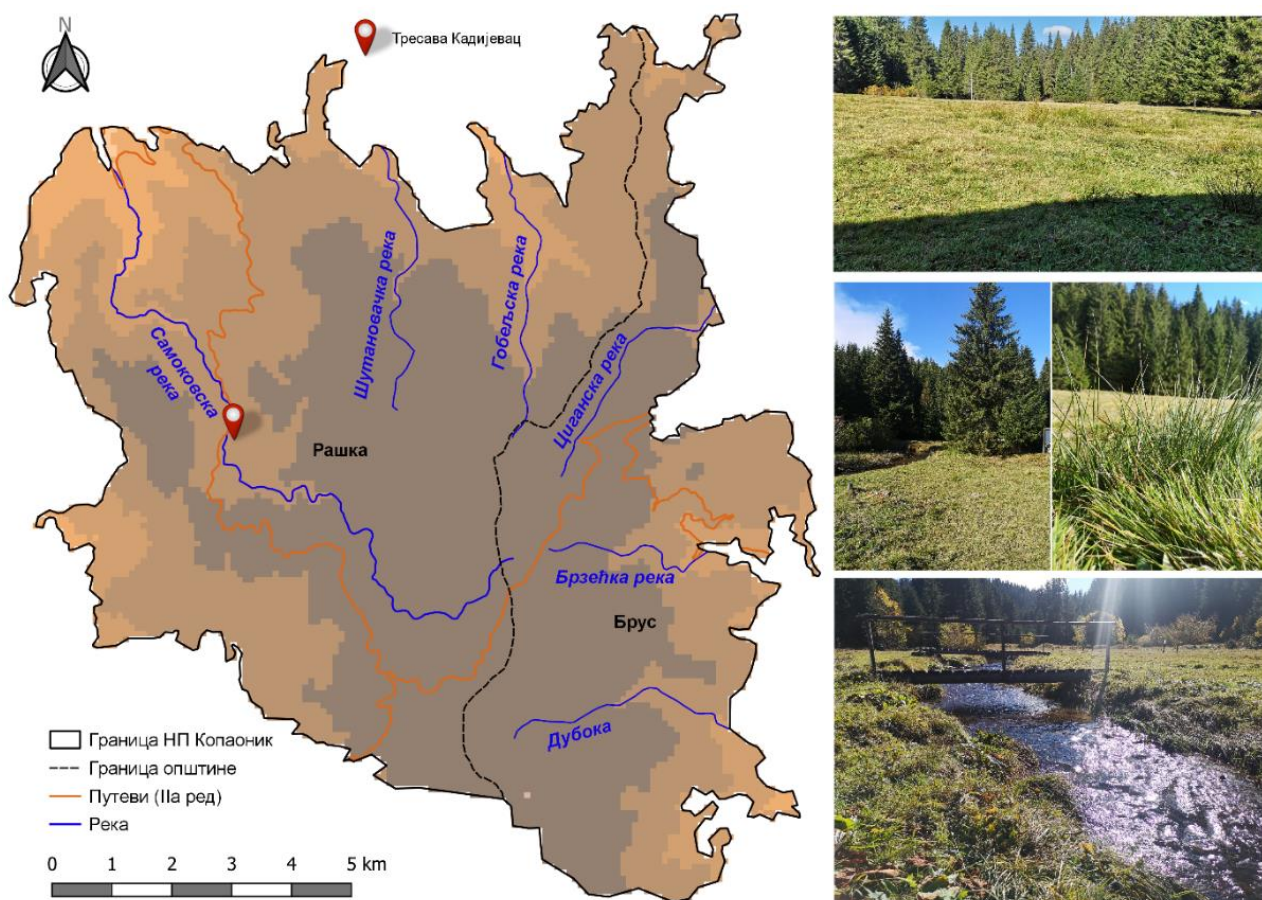 N
Тресава Кадијевац
Самоковска
река
Шутановачка река
Гобељска река
Циганска река
Рашка
Брзећка река
Брус
Дубока
Граница НП Копаоник
Граница општине
Путеви (IIа ред)
Река
0 1 2 3 4 5 km